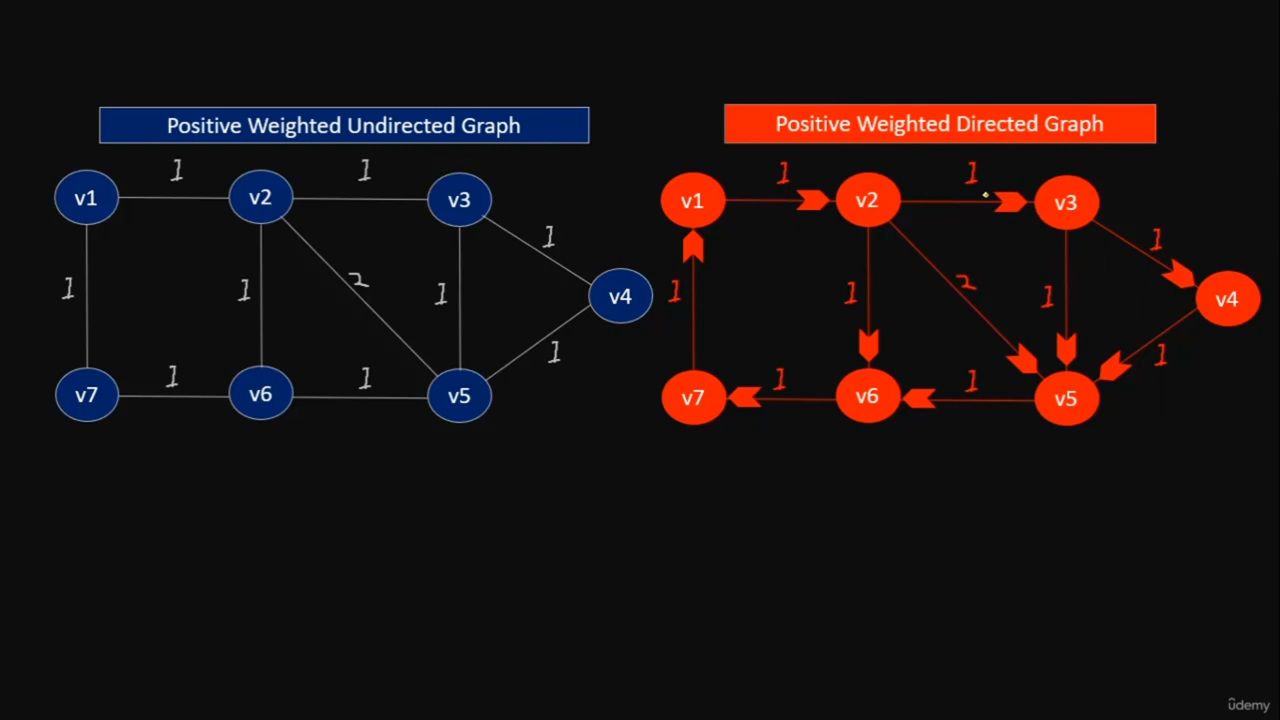 Positive Weighted Undirected Graph
1 1
v1 v2 v3
1
1 1 2 1
v4
1
1 1
v7 v6 v5
Positive Weighted Directed Graph
1 1
v1 v2 v3
1
1 1 2 1
v4
1
1 1
v7 v6 v5
ûdemy